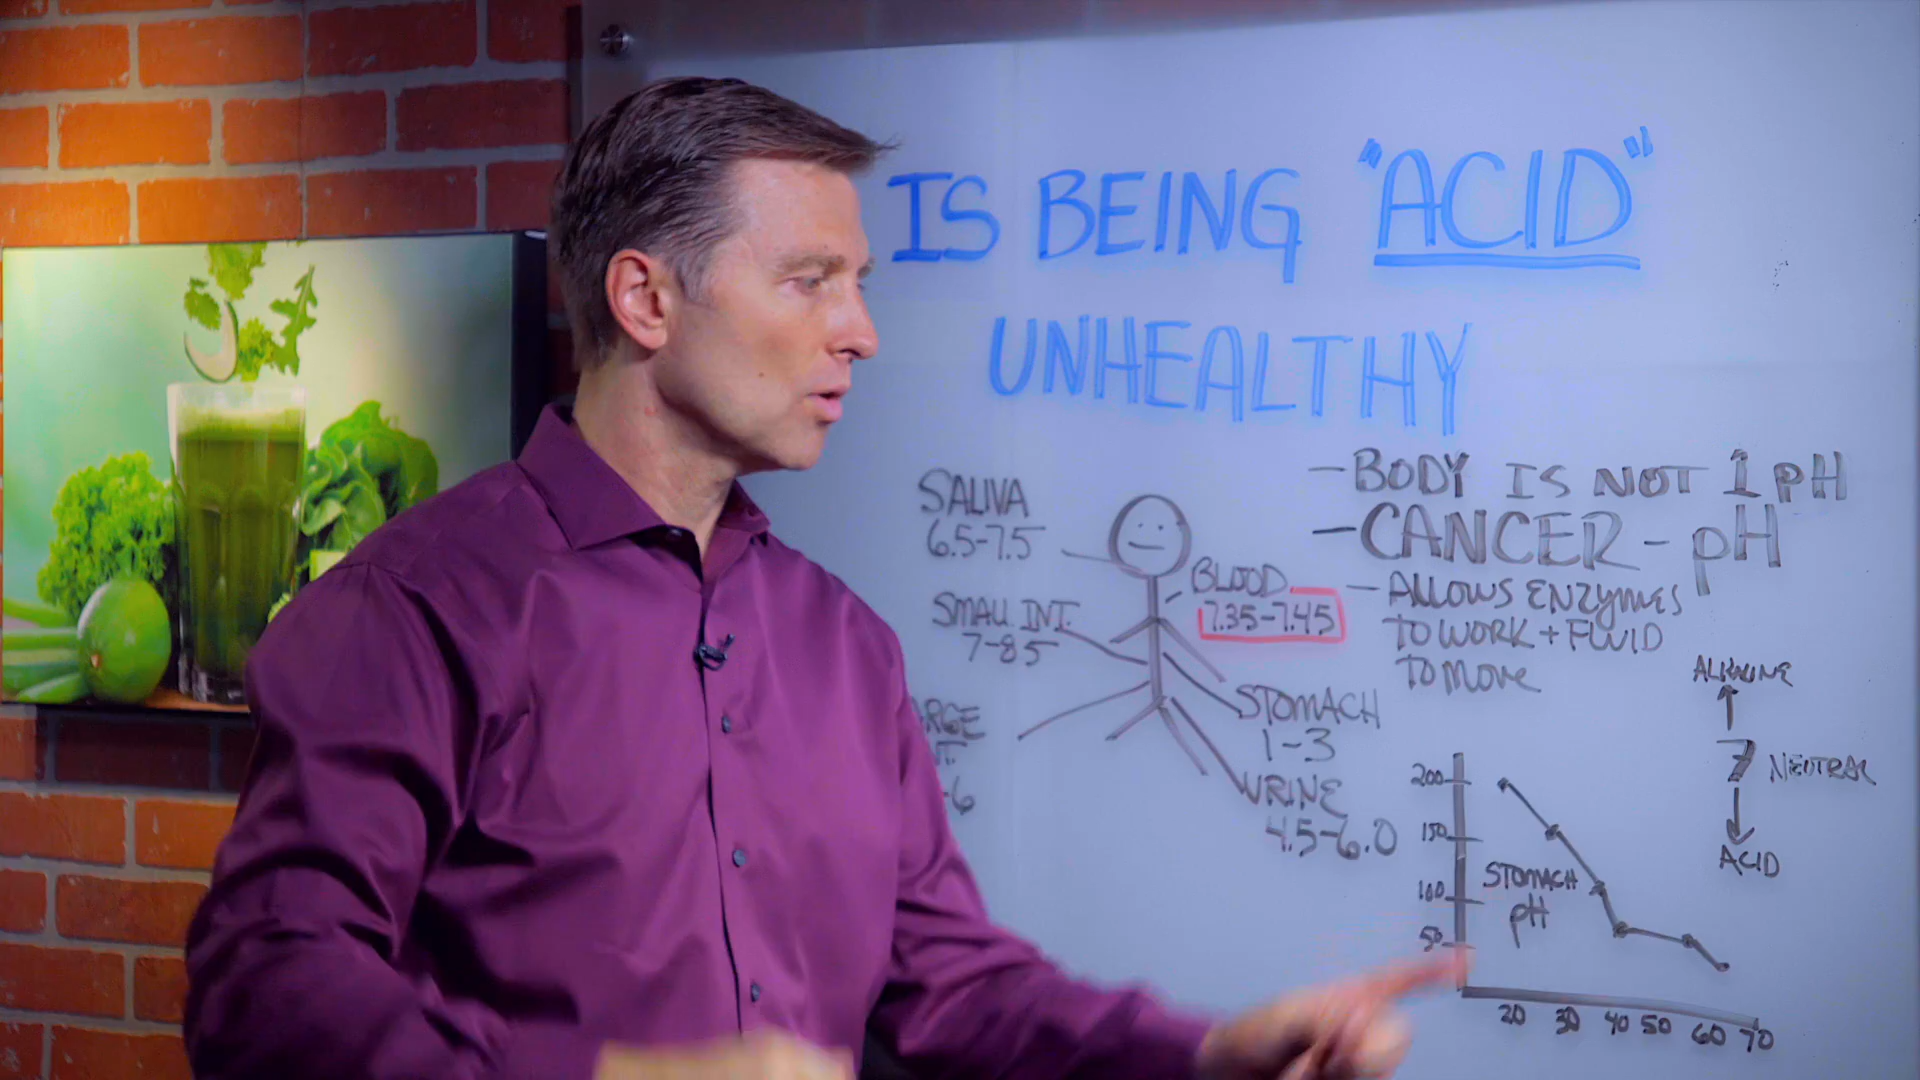 IS BEING "ACID"
UNHEALTHY
- BODY IS NOT 1 pH
- CANCER - pH
- ALLOWS ENZYMES
TO WORK + FLUID
TO MOVE
SALIVA
6.5-7.5
BLOOD
7.35-7.45
SMALL INT.
7-8.5
RGE
T.
-6
STOMACH
1-3
URINE
4.5-6.0
ALKALINE
7 NEUTRAL
ACID
200
150
100
50
STOMACH
pH
20 30 40 50 60 70